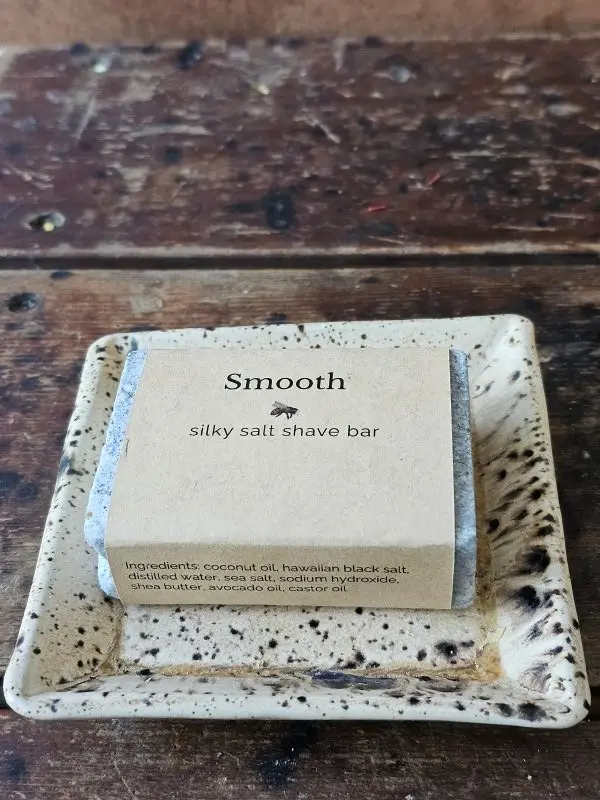 Smooth
silky salt shave bar
Ingredients: coconut oil, hawaiian black salt,
distilled water, sea salt, sodium hydroxide,
shea butter, avocado oil, castor oil